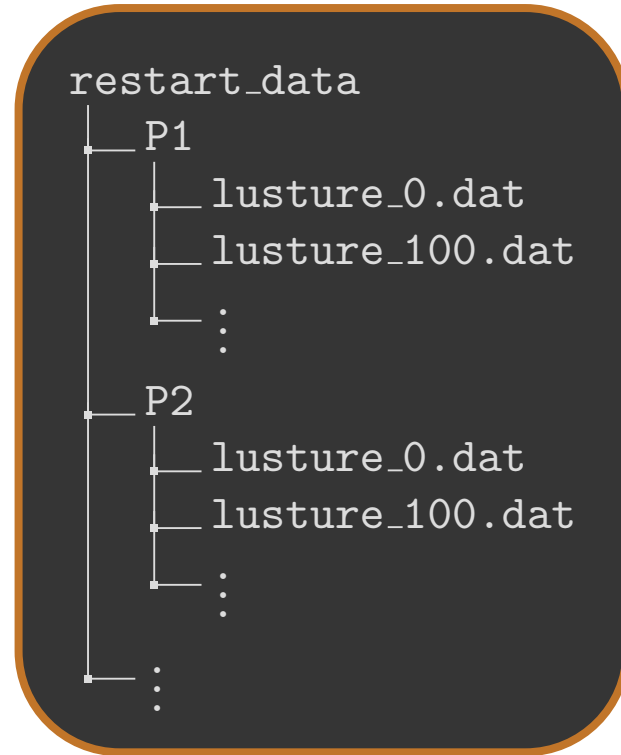 restart_data
P1
lusture_0.dat
lusture_100.dat
⋮
P2
lusture_0.dat
lusture_100.dat
⋮
⋮